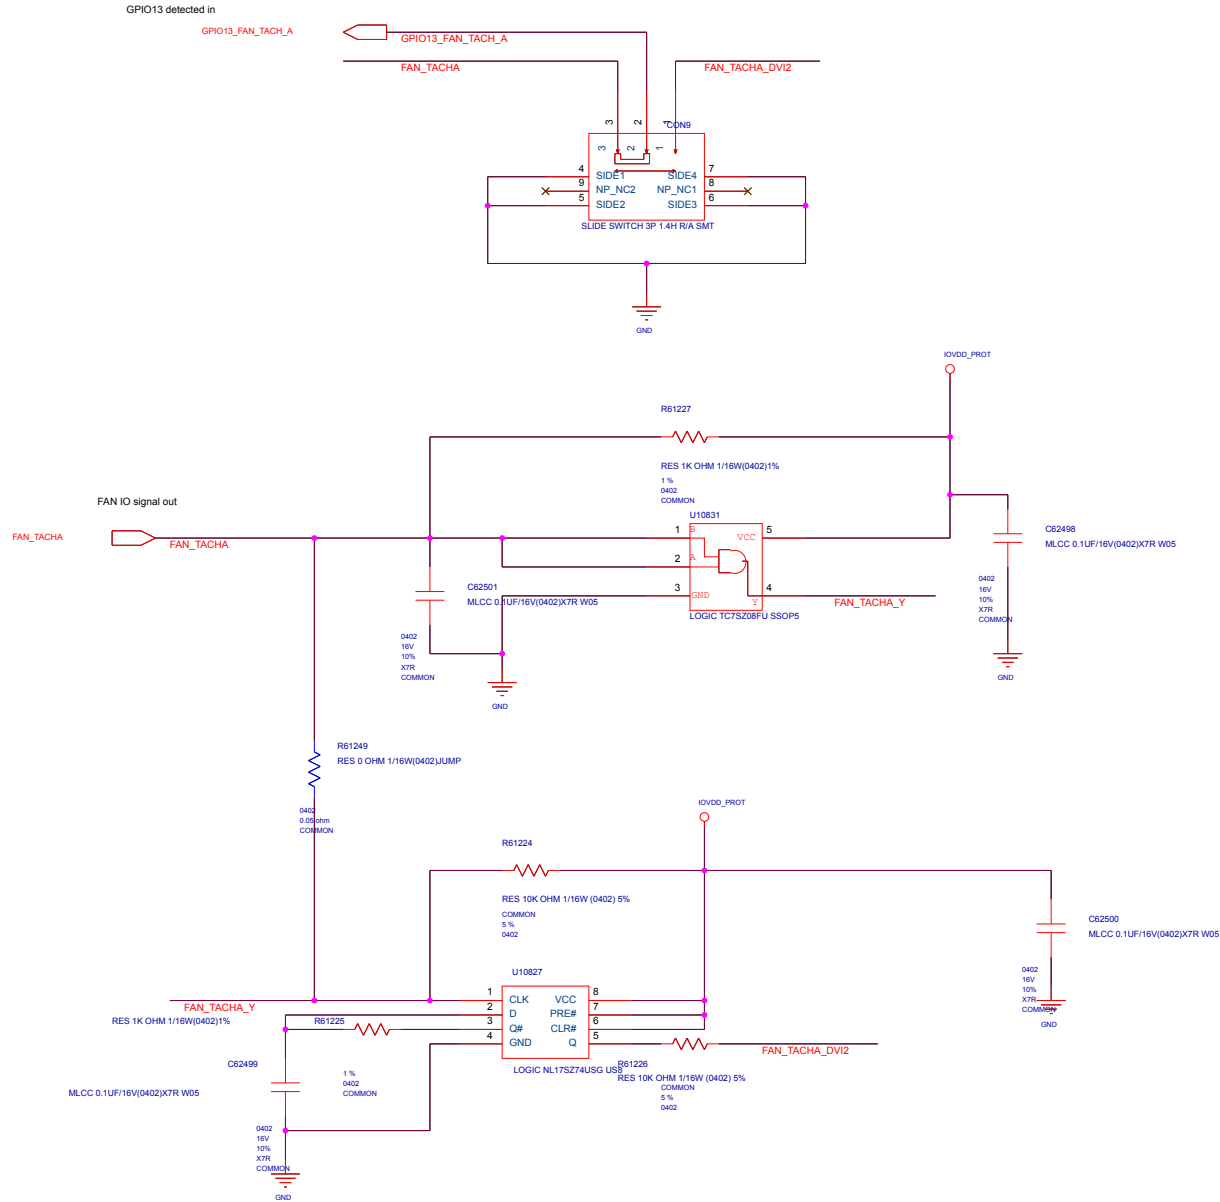 GPIO13 detected in
GPIO13_FAN_TACH_A
GPIO13_FAN_TACH_A
FAN_TACHA
FAN_TACHA_DVI2
3
2
1
CON9
3
2
1
4
SIDE1
SIDE4
7
9
NP_NC2
NP_NC1
8
5
SIDE2
SIDE3
6
SLIDE SWITCH 3P 1.4H R/A SMT
GND
IOVDD_PROT
R61227
RES 1K OHM 1/16W(0402)1%
1 %
0402
COMMON
FAN IO signal out
U10831
FAN_TACHA
FAN_TACHA
1
B
VCC
5
C62498
MLCC 0.1UF/16V(0402)X7R W05
2
A
0402
16V
10%
X7R
COMMON
C62501
MLCC 0.1UF/16V(0402)X7R W05
3
GND
Y
4
FAN_TACHA_Y
LOGIC TC7SZ08FU SSOP5
0402
16V
10%
X7R
COMMON
GND
GND
R61249
RES 0 OHM 1/16W(0402)JUMP
0402
0.05 ohm
COMMON
IOVDD_PROT
R61224
RES 10K OHM 1/16W (0402) 5%
COMMON
5 %
0402
C62500
MLCC 0.1UF/16V(0402)X7R W05
0402
16V
10%
X7R
COMMON
GND
U10827
FAN_TACHA_Y
1
CLK
VCC
8
2
D
PRE#
7
RES 1K OHM 1/16W(0402)1%
R61225
3
Q#
CLR#
6
4
GND
Q
5
FAN_TACHA_DVI2
C62499
LOGIC NL17SZ74USG US8
R61226
RES 10K OHM 1/16W (0402) 5%
COMMON
5 %
0402
1 %
0402
COMMON
MLCC 0.1UF/16V(0402)X7R W05
0402
16V
10%
X7R
COMMON
GND